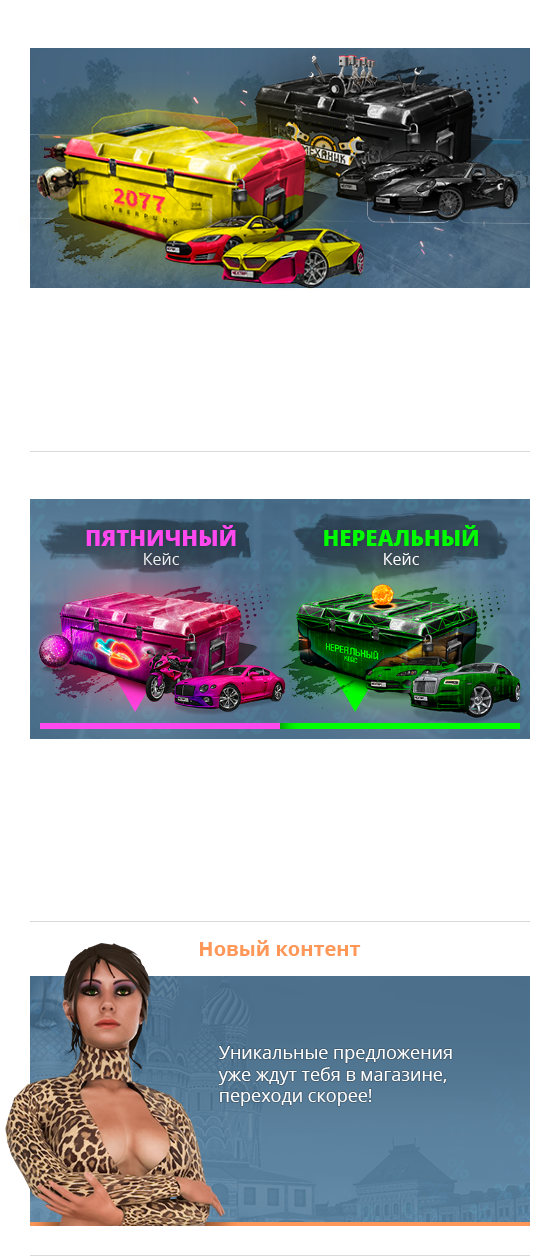 МЕХАНИК
2077
CYBERPUNK
ПЯТНИЧНЫЙ
Кейс
НЕРЕАЛЬНЫЙ
Кейс
НЕРЕАЛЬНЫЙ
КЕЙС
Новый контент
Уникальные предложения
уже ждут тебя в магазине,
переходи скорее!